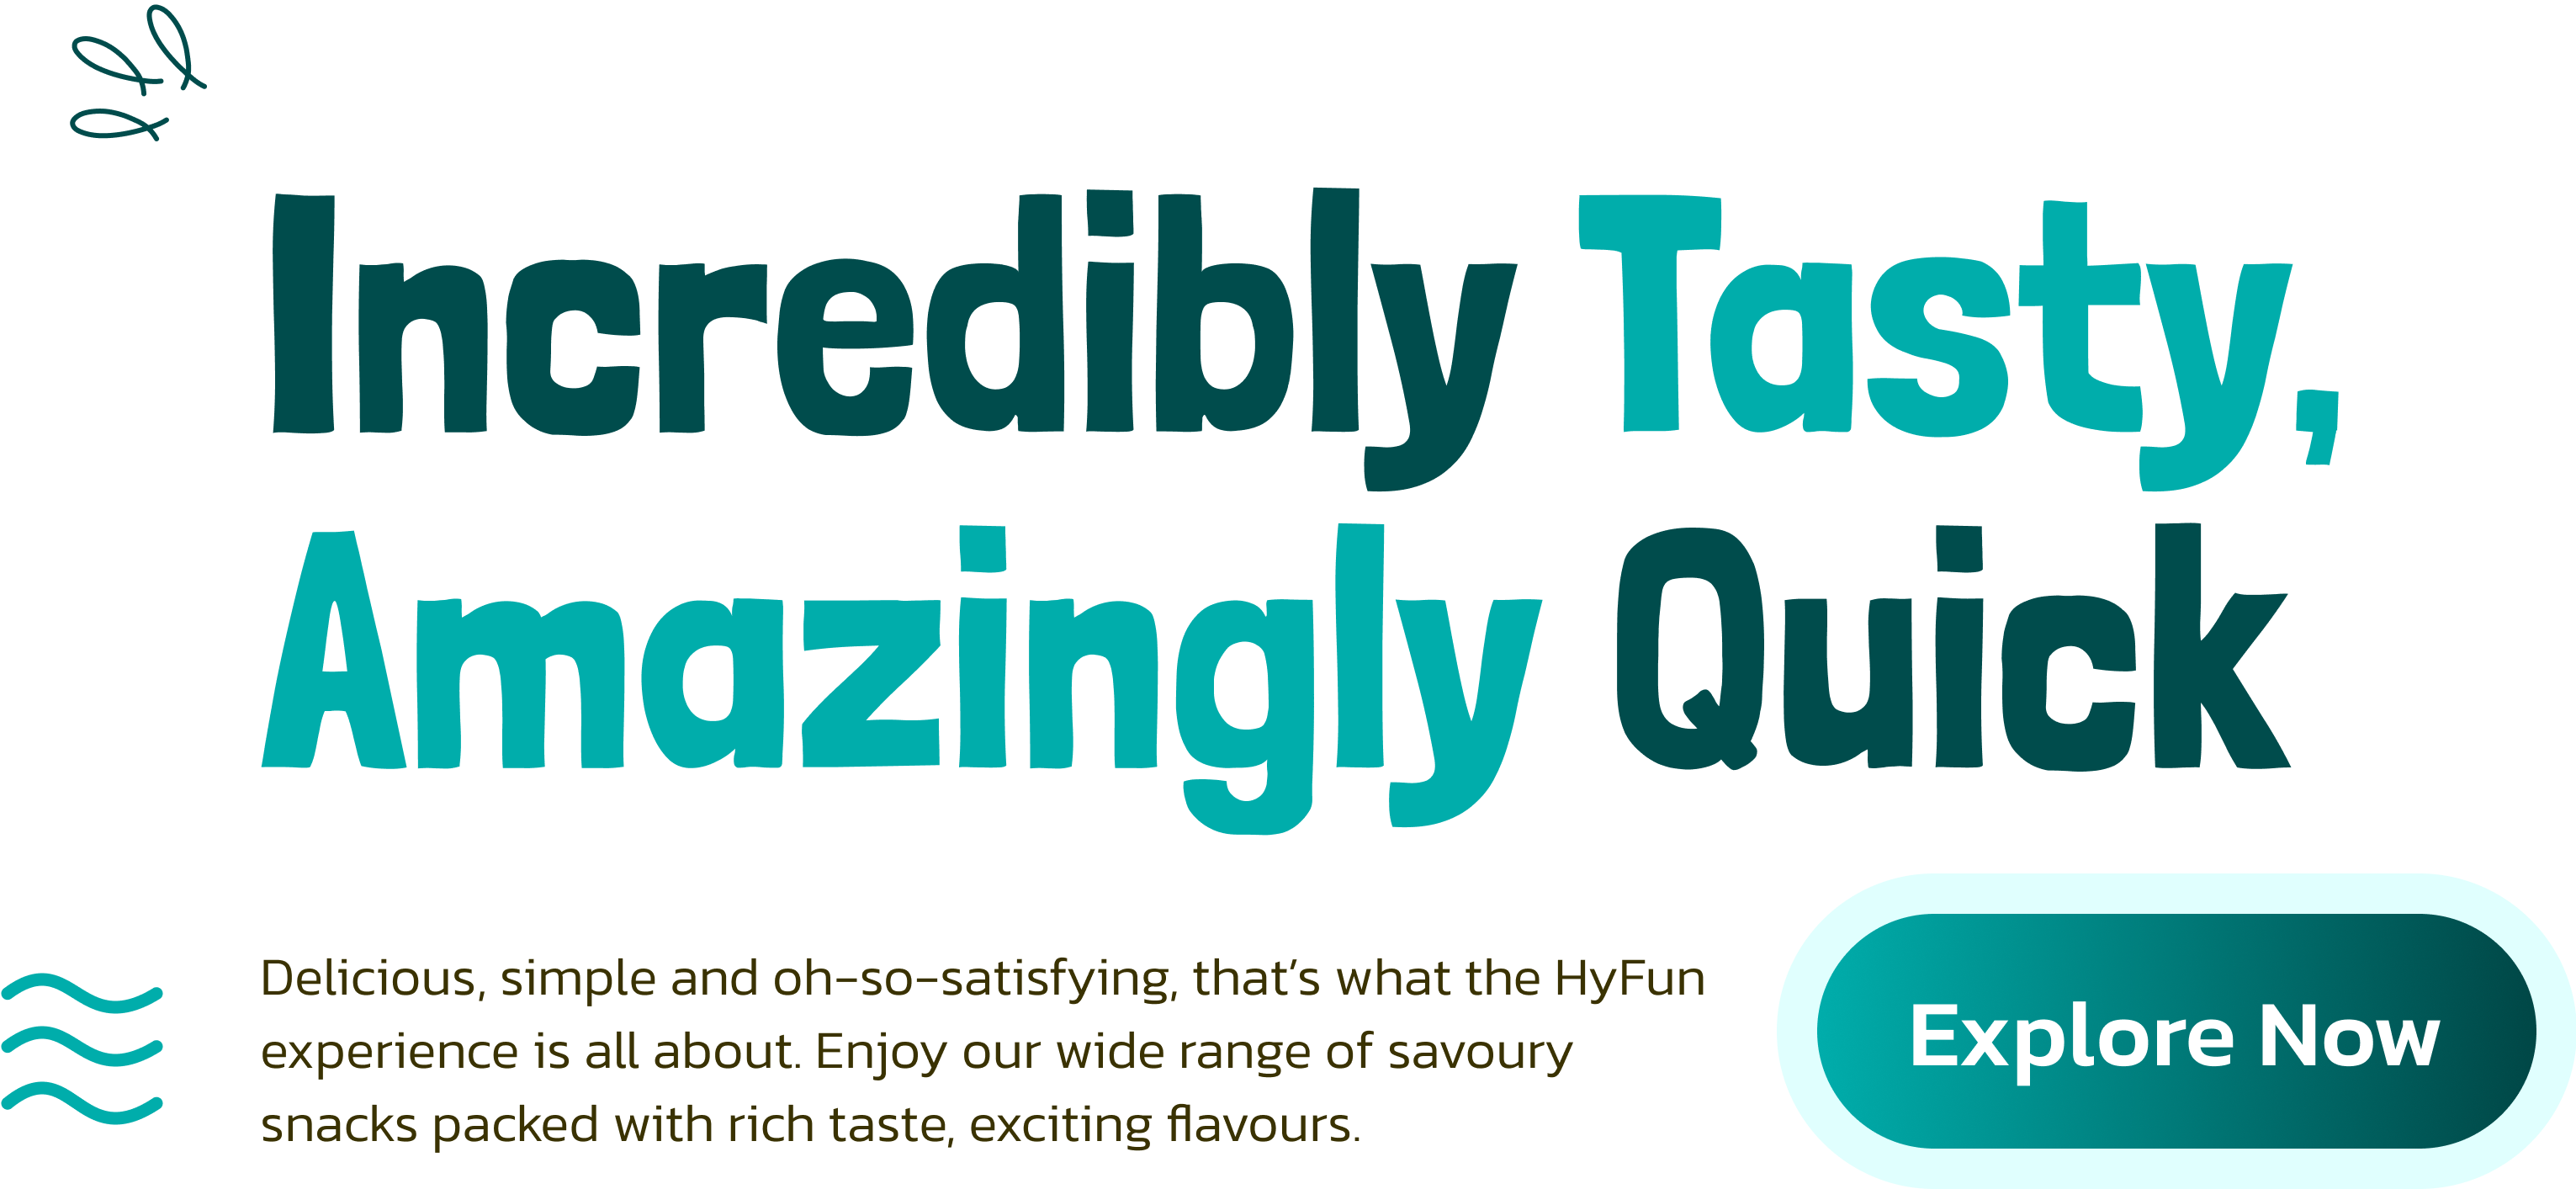 Incredibly Tasty,
Amazingly Quick
Delicious, simple and oh-so-satisfying, that's what the HyFun
experience is all about. Enjoy our wide range of savoury
snacks packed with rich taste, exciting flavours.
Explore Now